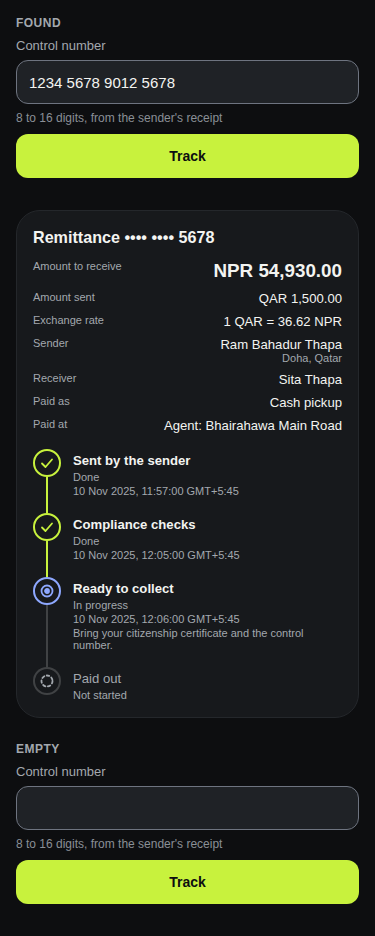 FOUND
Control number
1234 5678 9012 5678
8 to 16 digits, from the sender's receipt
Track
Remittance •••• •••• 5678
Amount to receive NPR 54,930.00
Amount sent QAR 1,500.00
Exchange rate 1 QAR = 36.62 NPR
Sender Ram Bahadur Thapa
Doha, Qatar
Receiver Sita Thapa
Paid as Cash pickup
Paid at Agent: Bhairahawa Main Road
Sent by the sender
Done
10 Nov 2025, 11:57:00 GMT+5:45
Compliance checks
Done
10 Nov 2025, 12:05:00 GMT+5:45
Ready to collect
In progress
10 Nov 2025, 12:06:00 GMT+5:45
Bring your citizenship certificate and the control
number.
Paid out
Not started
EMPTY
Control number
8 to 16 digits, from the sender's receipt
Track